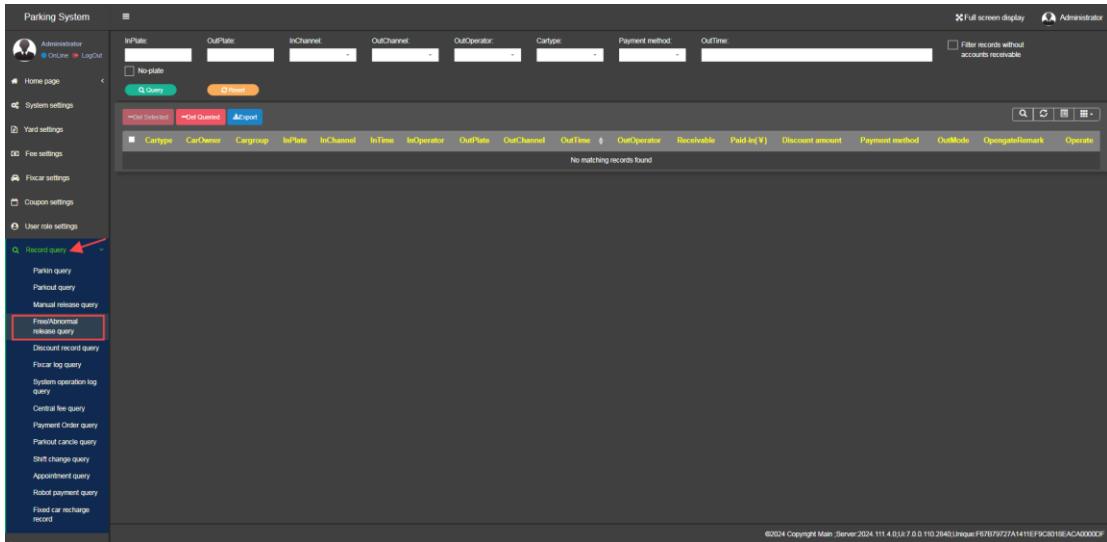 Parking System
Full screen display
Administrator
Administrator
OnLine LogOut
Home page
System settings
Yard settings
Fee settings
Fixcar settings
Coupon settings
User role settings
Record query
Parkin query
Parkout query
Manual release query
Free/Abnormal
release query
Discount record query
Fixcar log query
System operation log
query
Central fee query
Payment Order query
Parkout cancle query
Shift change query
Appointment query
Robot payment query
Fixed car recharge
record
InPlate: OutPlate: InChannel: OutChannel: OutOperator: Cartype: Payment method: OutTime:
Filter records without
accounts receivable
No-plate
Query Reset
Del Selected Del Queried Export
Cartype CarOwner Cargroup InPlate InChannel InTime InOperator OutPlate OutChannel OutTime OutOperator Receivable Paid-in(¥) Discount amount Payment method OutMode OpengateRemark Operate
No matching records found
©2024 Copyright Main ;Server:2024.111.4.0;UI:7.0.0.110.2640;Unique:F67B79727A1411EF9C8018EACA0000DF